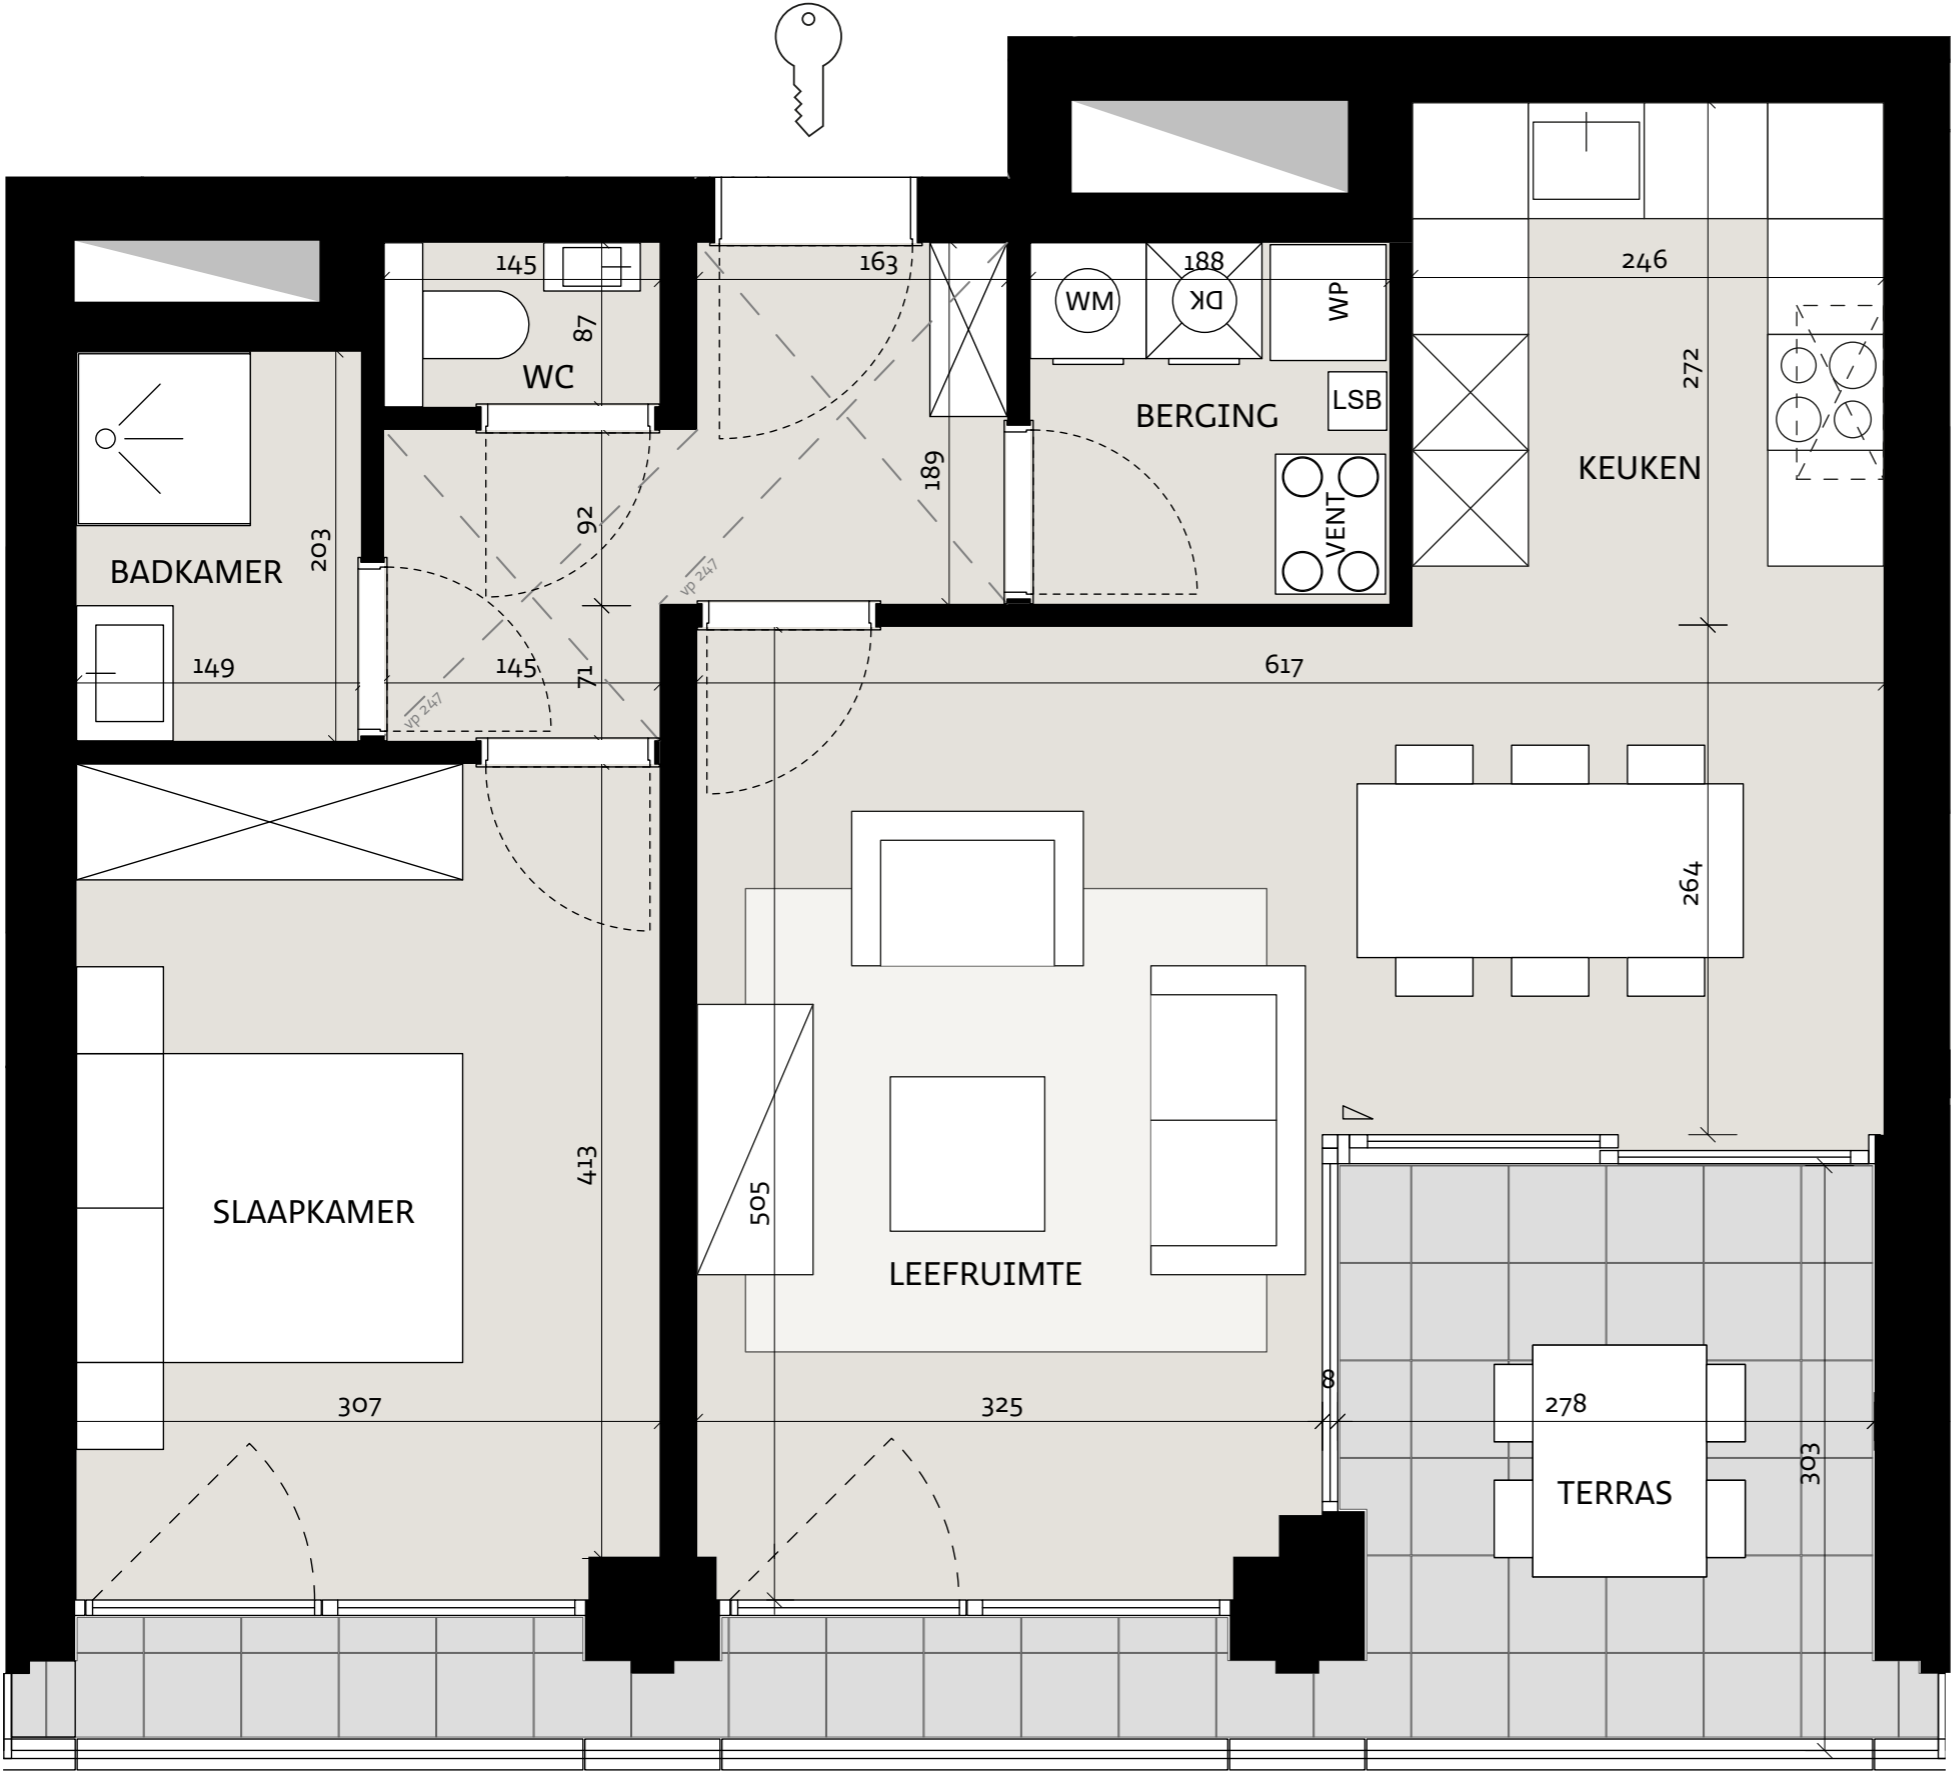 145
163
188
246
WM
DK
WP
87
WC
272
LSB
BERGING
KEUKEN
189
92
VENT
203
BADKAMER
vp 247
149
145
71
617
vp 247
264
413
505
SLAAPKAMER
LEEFRUIMTE
307
325
8
278
303
TERRAS